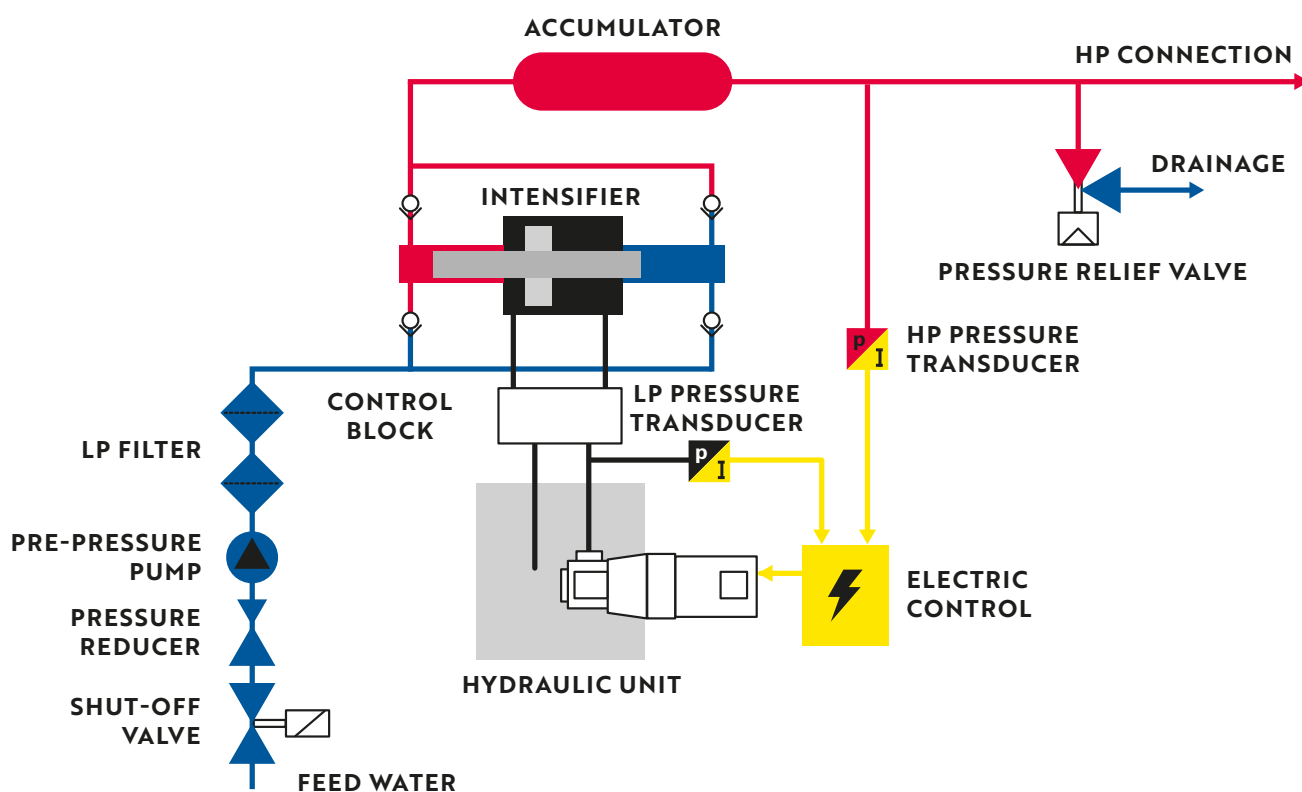 ACCUMULATOR
HP CONNECTION
DRAINAGE
INTENSIFIER
PRESSURE RELIEF VALVE
p
I
HP PRESSURE
TRANSDUCER
CONTROL
BLOCK
LP PRESSURE
TRANSDUCER
LP FILTER
p
I
PRE-PRESSURE
PUMP
ELECTRIC
CONTROL
PRESSURE
REDUCER
HYDRAULIC UNIT
SHUT-OFF
VALVE
FEED WATER